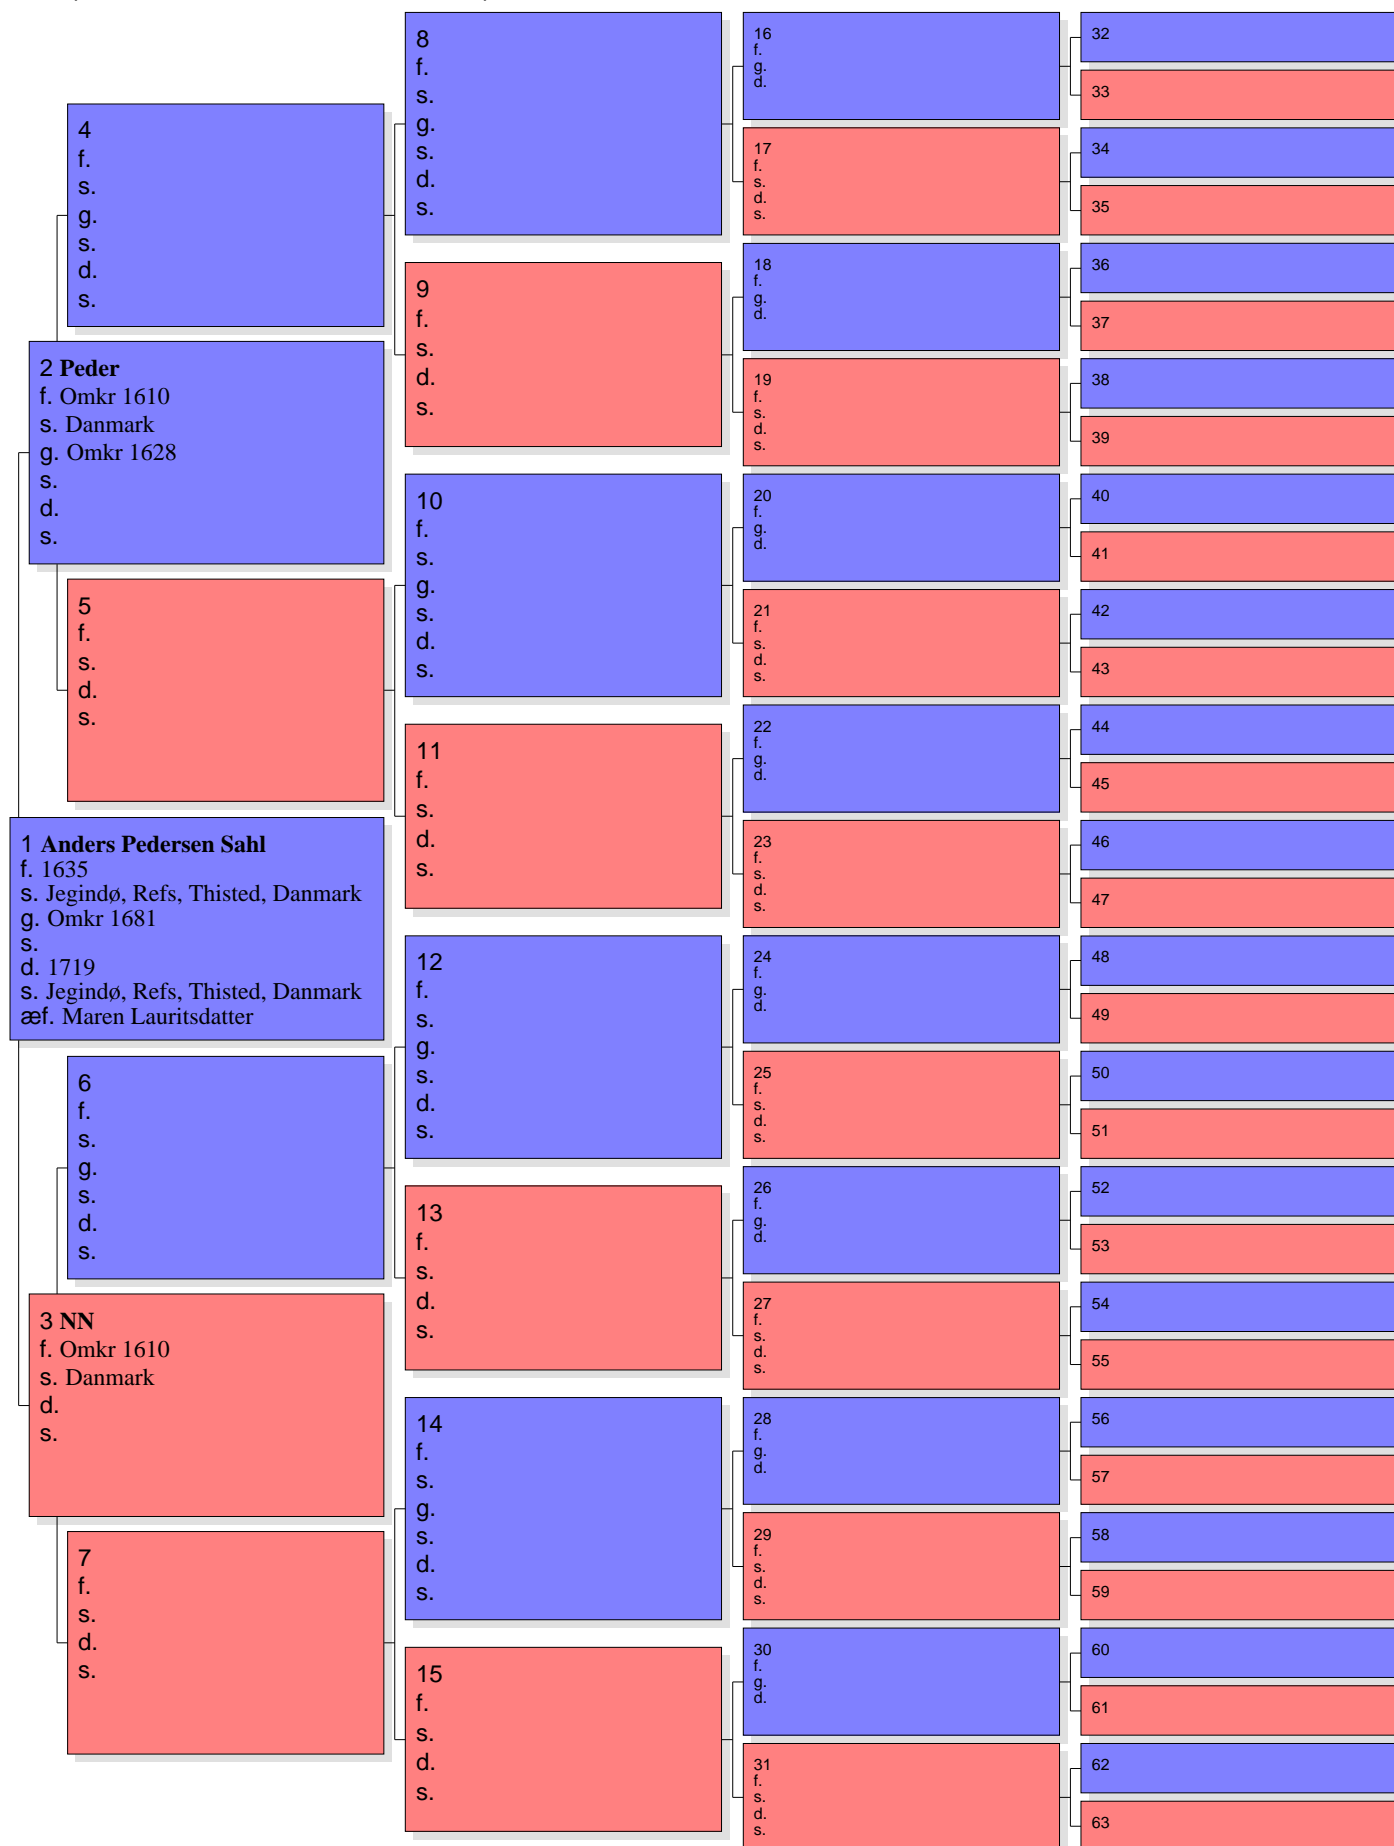 4
f.
s.
g.
s.
d.
s.
2 Peder
f. Omkr 1610
s. Danmark
g. Omkr 1628
s.
d.
s.
5
f.
s.
d.
s.
1 Anders Pedersen Sahl
f. 1635
s. Jegindø, Refs, Thisted, Danmark
g. Omkr 1681
s.
d. 1719
s. Jegindø, Refs, Thisted, Danmark
æf. Maren Lauritsdatter
6
f.
s.
g.
s.
d.
s.
3 NN
f. Omkr 1610
s. Danmark
d.
s.
7
f.
s.
d.
s.
8
f.
s.
g.
s.
d.
s.
9
f.
s.
d.
s.
10
f.
s.
g.
s.
d.
s.
11
f.
s.
d.
s.
12
f.
s.
g.
s.
d.
s.
13
f.
s.
d.
s.
14
f.
s.
g.
s.
d.
s.
15
f.
s.
d.
s.
16
f.
g.
d.
17
f.
s.
d.
s.
18
f.
g.
d.
19
f.
s.
d.
s.
20
f.
g.
d.
21
f.
s.
d.
s.
22
f.
g.
d.
23
f.
s.
d.
s.
24
f.
g.
d.
25
f.
s.
d.
s.
26
f.
g.
d.
27
f.
s.
d.
s.
28
f.
g.
d.
29
f.
s.
d.
s.
30
f.
g.
d.
31
f.
s.
d.
s.
32
33
34
35
36
37
38
39
40
41
42
43
44
45
46
47
48
49
50
51
52
53
54
55
56
57
58
59
60
61
62
63